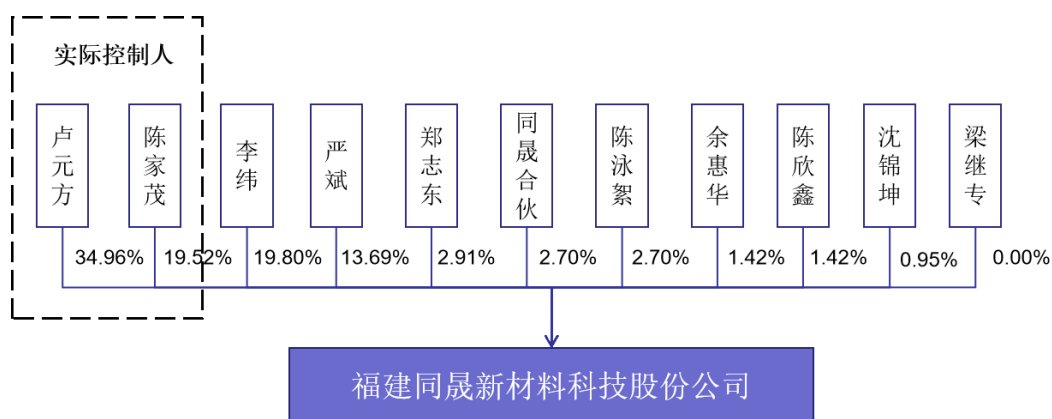 实际控制人
卢元方
陈家茂
李纬
严斌
郑志东
同晟合伙
陈泳絮
余惠华
陈欣鑫
沈锦坤
梁继专
34.96%
19.52%
19.80%
13.69%
2.91%
2.70%
2.70%
1.42%
1.42%
0.95%
0.00%
福建同晟新材料科技股份公司